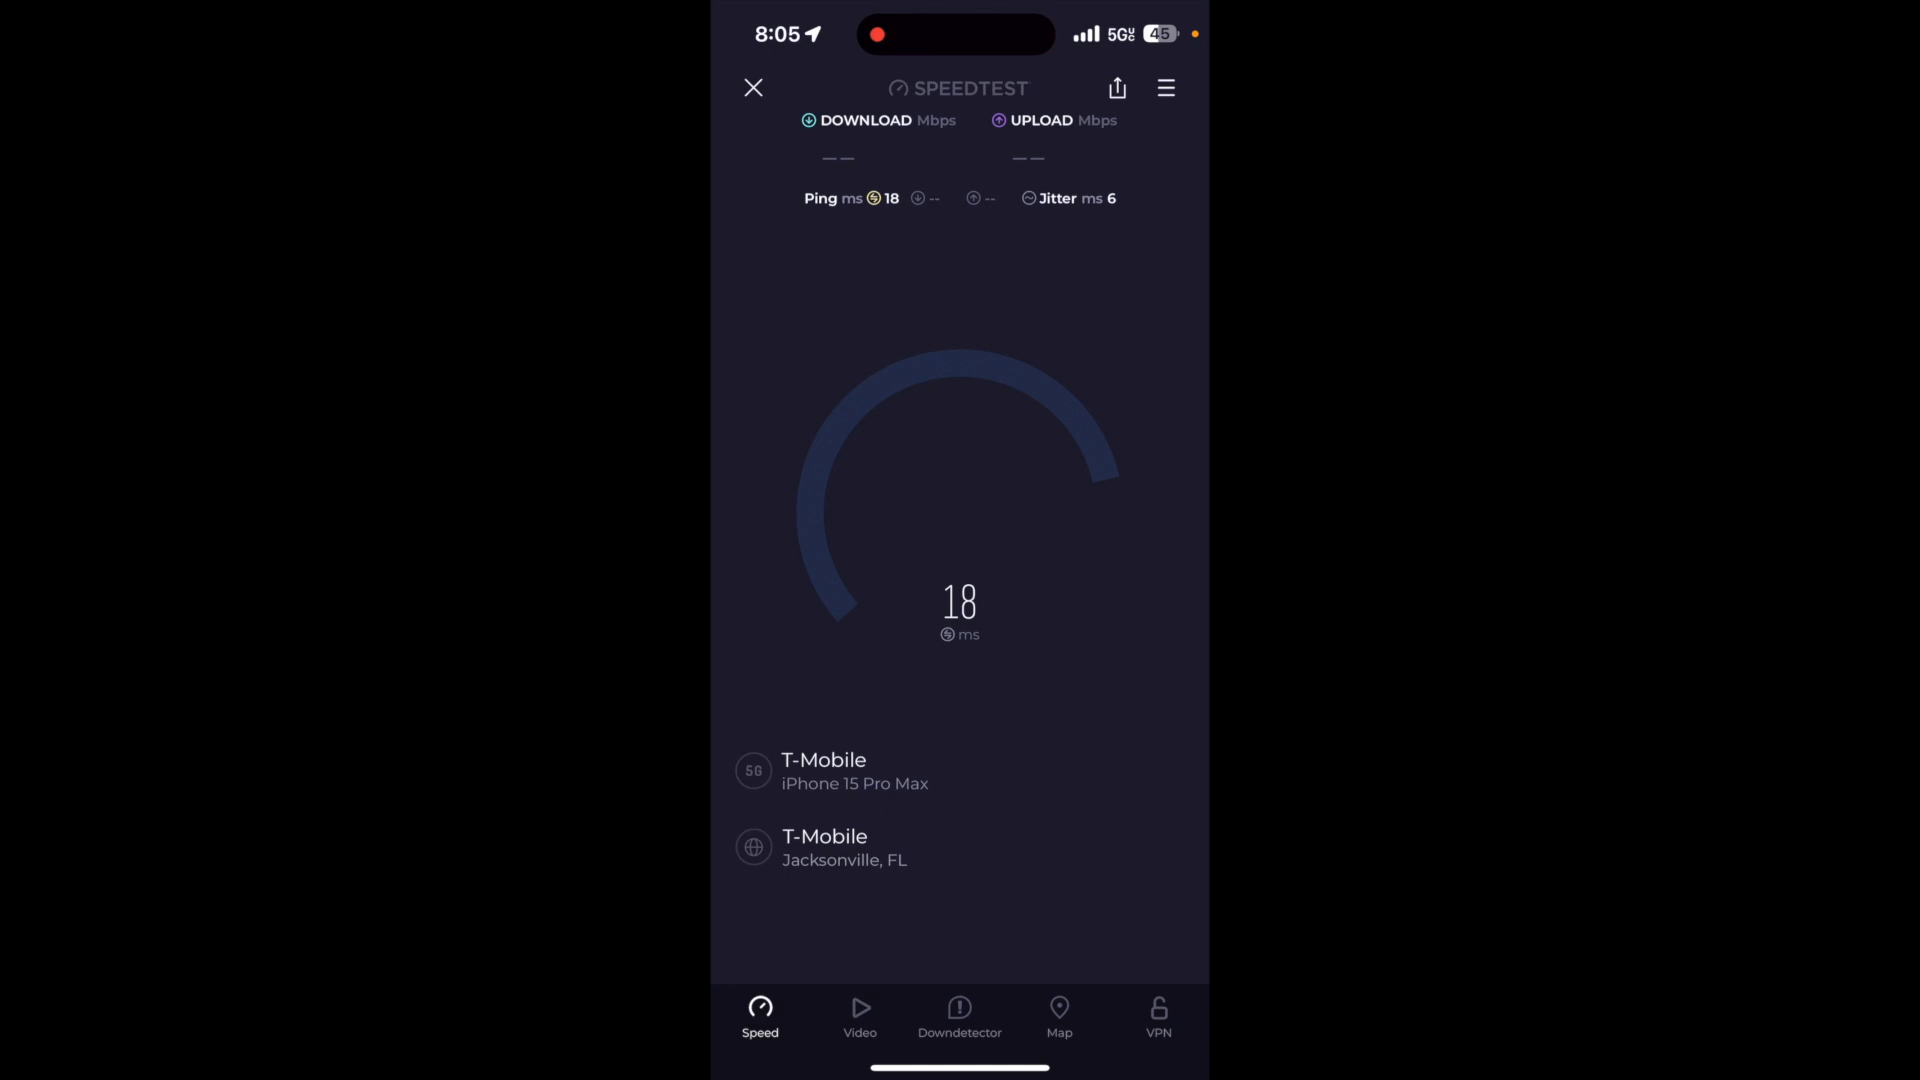 8:05 5GUC 45
SPEEDTEST
DOWNLOAD Mbps UPLOAD Mbps
— — — —
Ping ms 18 -- -- Jitter ms 6
18
ms
5G T-Mobile
iPhone 15 Pro Max
T-Mobile
Jacksonville, FL
Speed Video Downdetector Map VPN